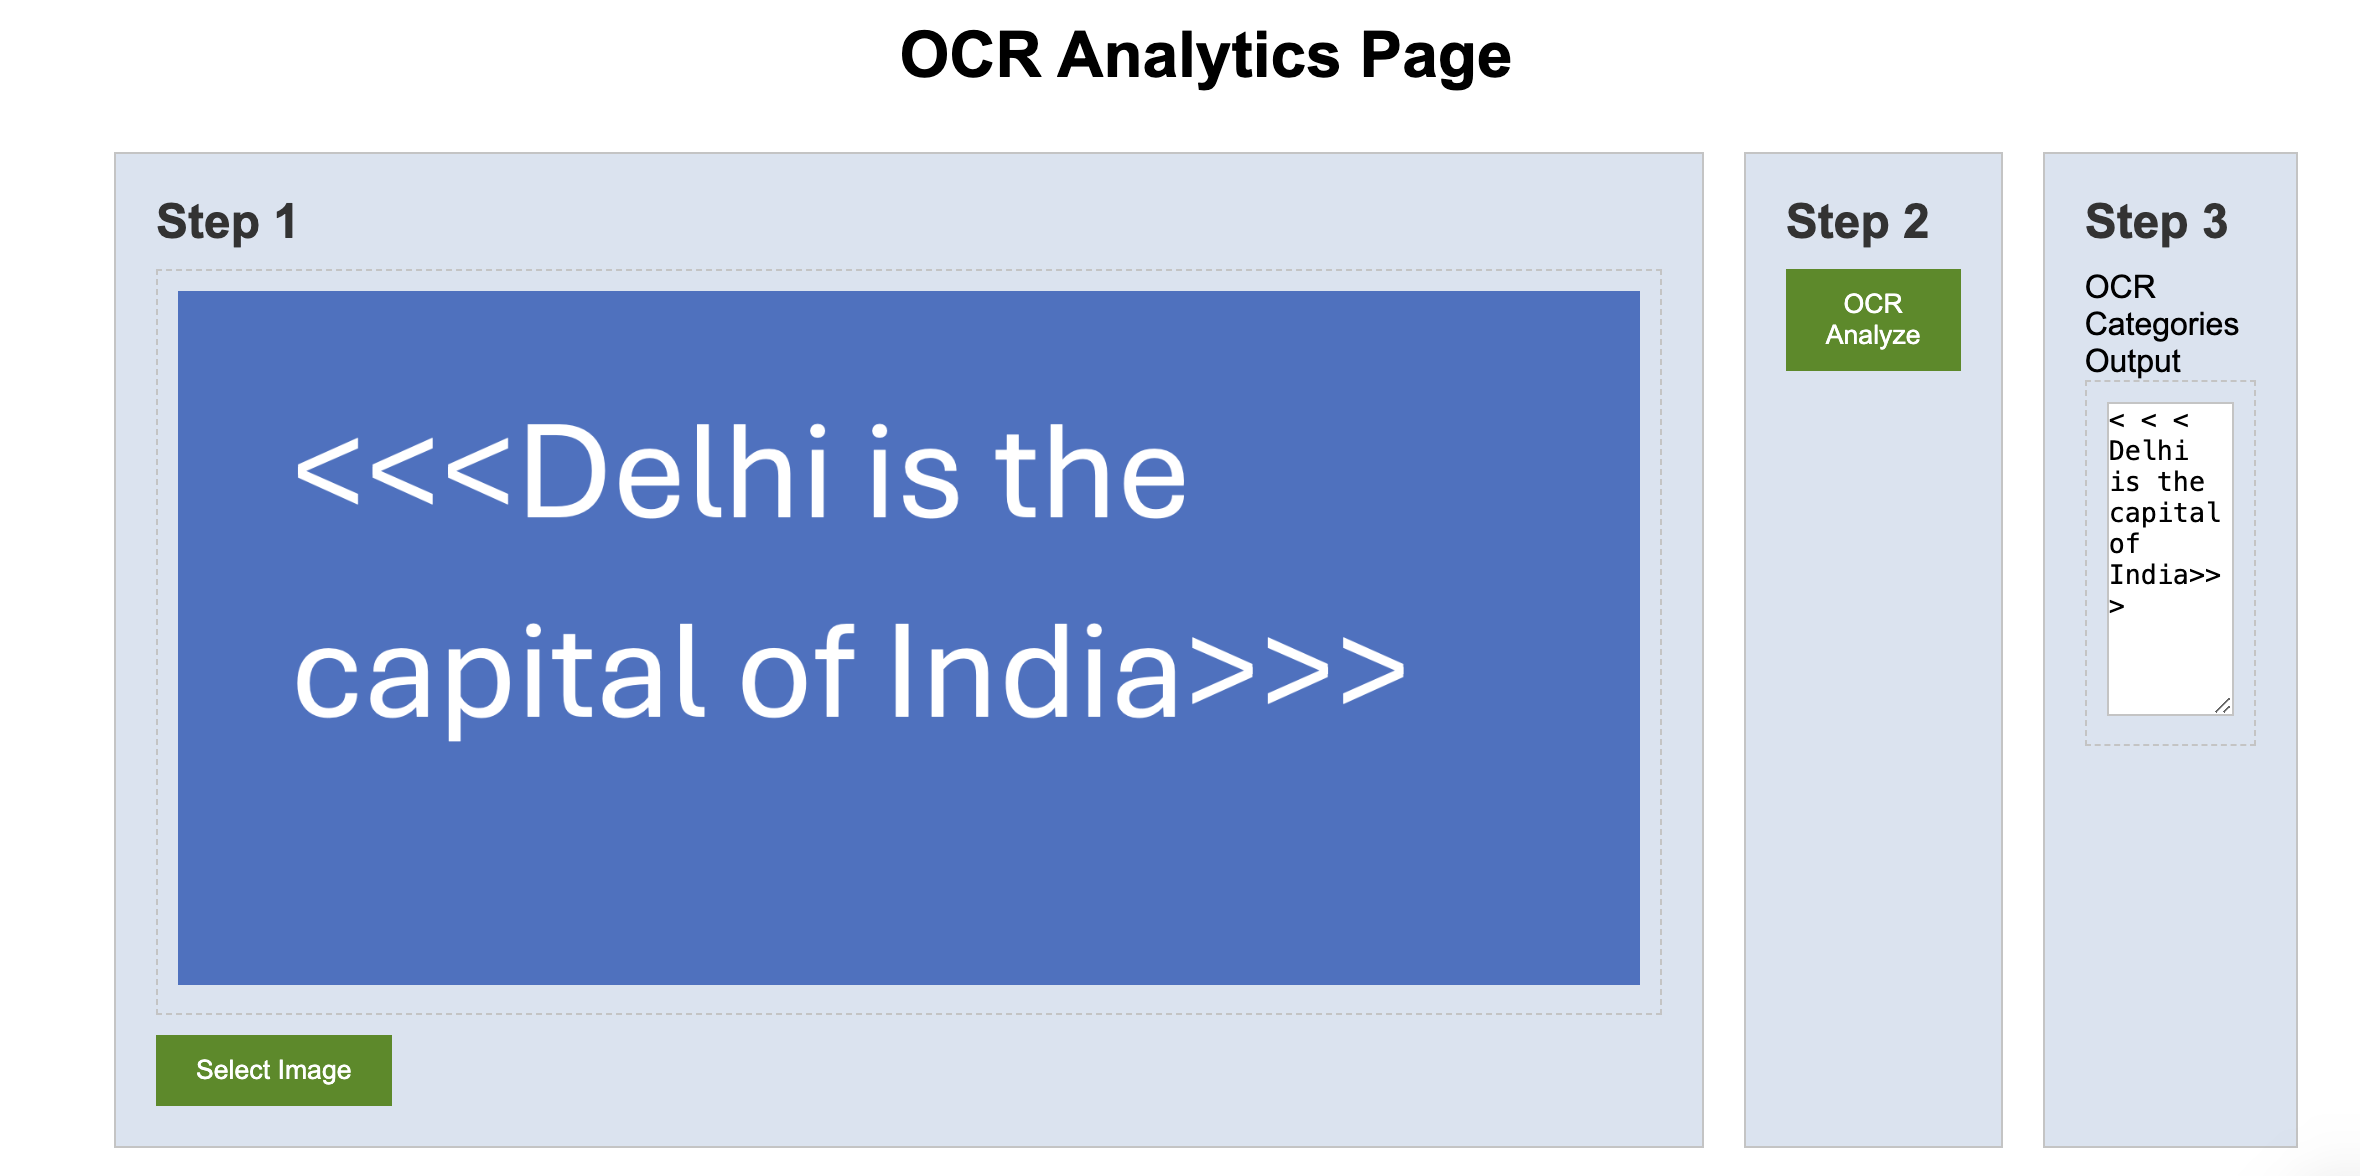 OCR Analytics Page
Step 1
<<<Delhi is the
capital of India>>>
Select Image
Step 2
OCR
Analyze
Step 3
OCR
Categories
Output
< < <
Delhi
is the
capital
of
India>>
>